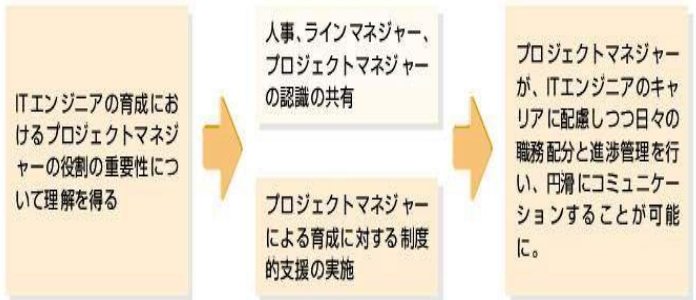 ITエンジニアの育成にお
けるプロジェクトマネジ
ャーの役割の重要性につ
いて理解を得る
人事、ラインマネジャー、
プロジェクトマネジャー
の認識の共有
プロジェクトマネジャー
による育成に対する制度
的支援の実施
プロジェクトマネジャー
が、ITエンジニアのキャ
リアに配慮しつつ日々の
職務配分と進捗管理を行
い、円滑にコミュニケー
ションすることが可能
に。